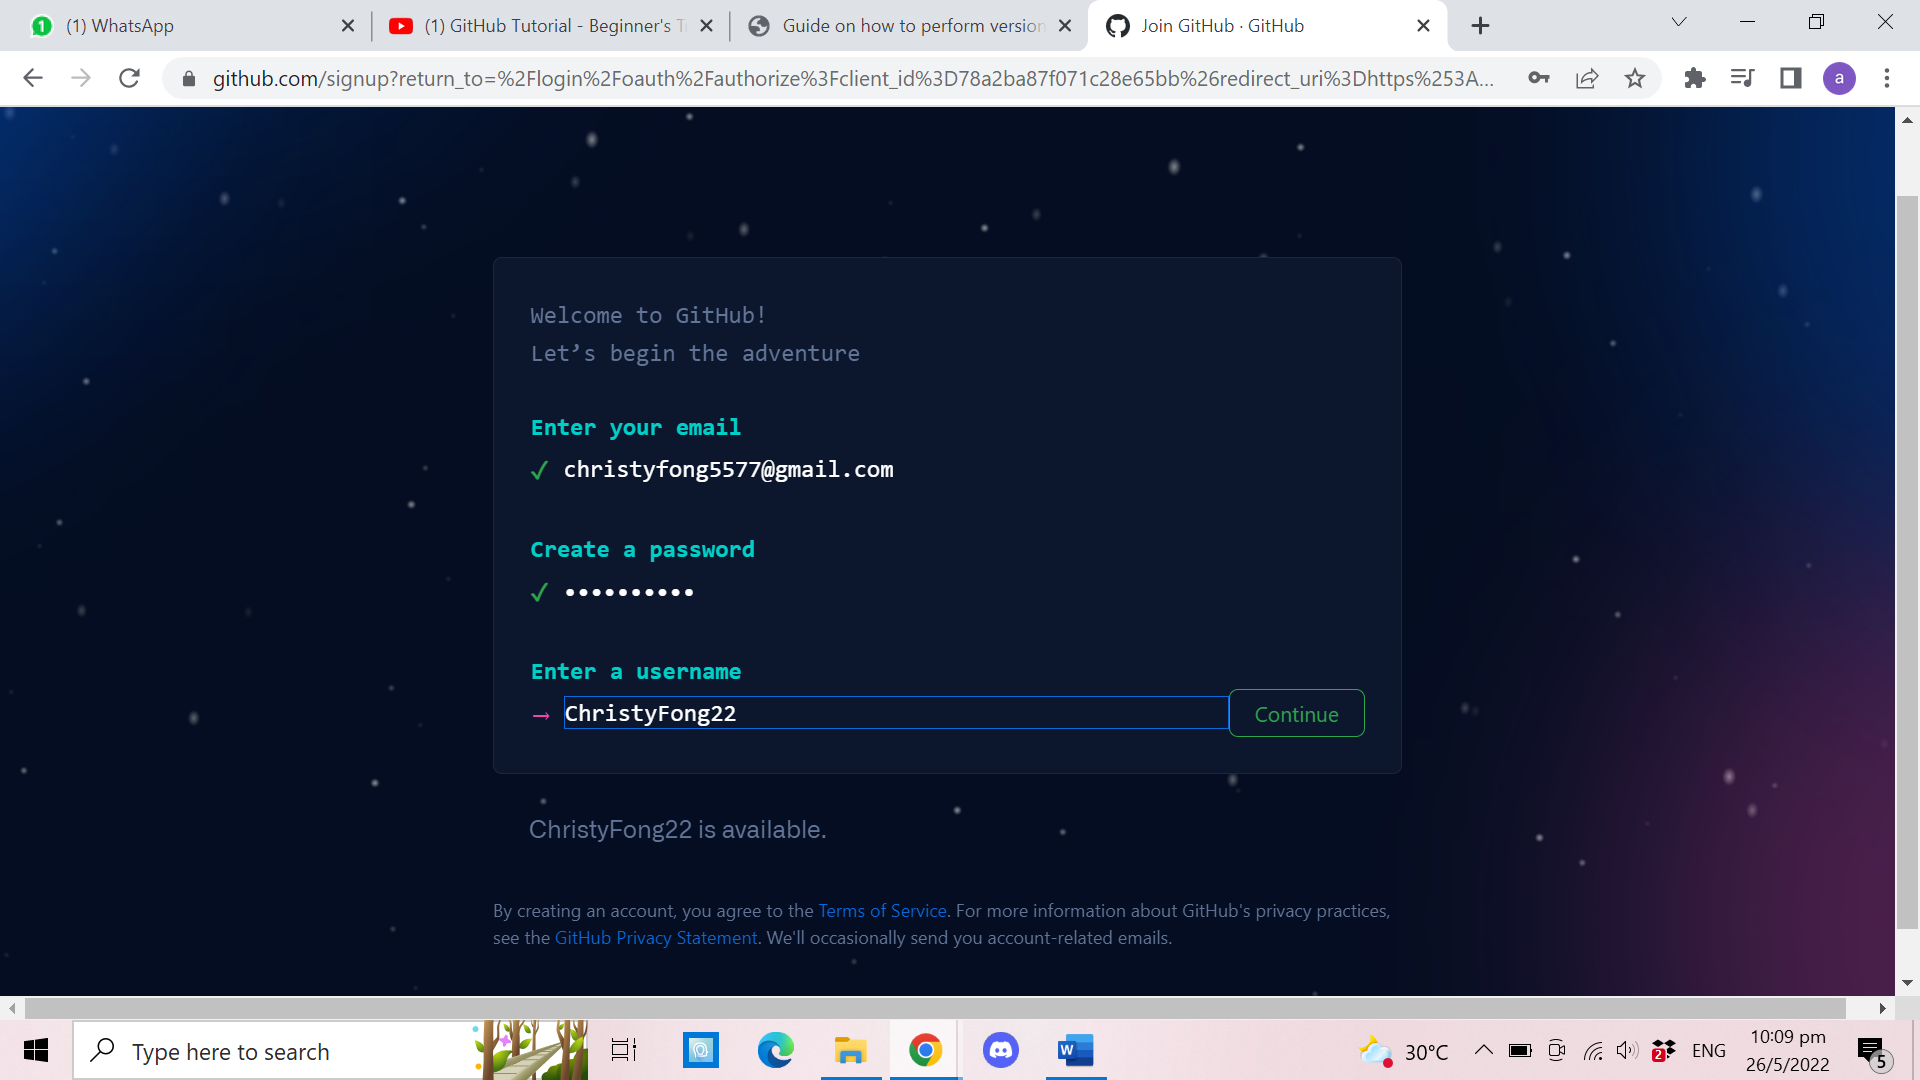 (1) WhatsApp
(1) GitHub Tutorial - Beginner's T
Guide on how to perform version
Join GitHub · GitHub
github.com/signup?return_to=%2Flogin%2Foauth%2Fauthorize%3Fclient_id%3D78a2ba87f071c28e65bb%26redirect_uri%3Dhttps%253A...
a
Welcome to GitHub!
Let’s begin the adventure
Enter your email
✓ christyfong5577@gmail.com
Create a password
✓ ••••••••••
Enter a username
→ ChristyFong22
Continue
ChristyFong22 is available.
By creating an account, you agree to the Terms of Service. For more information about GitHub's privacy practices,
see the GitHub Privacy Statement. We'll occasionally send you account-related emails.
Type here to search
W
30°C
2
ENG
10:09 pm
26/5/2022
5